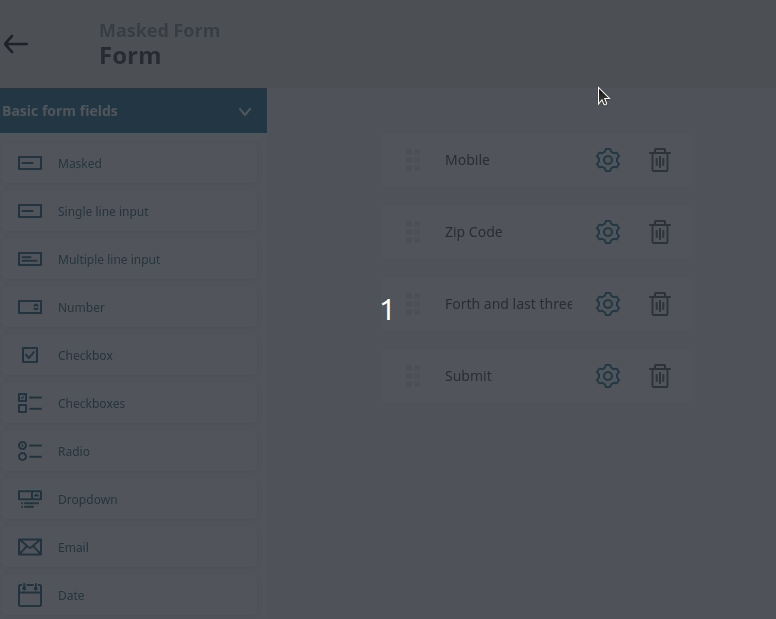 Masked Form
Form
Basic form fields
Masked
Single line input
Multiple line input
Number
Checkbox
Checkboxes
Radio
Dropdown
Email
Date
Mobile
Zip Code
Forth and last three
Submit
1